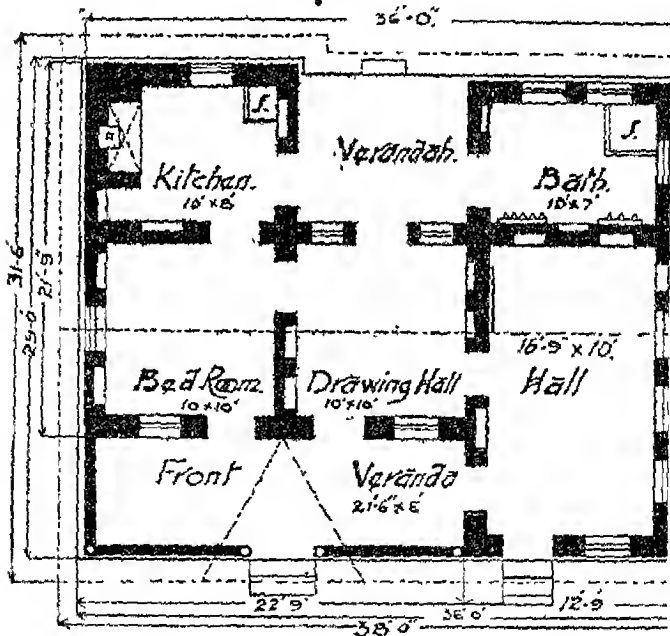 36'-0"
S.
S.
Verandah.
Kitchen.
10' x 8'
Bath.
10' x 7'
31'-6"
21'-9"
29'-0"
16'-9" x 10'
Bed Room.
10 x 10'
Drawing Hall
10' x 10'
Hall
Front
Veranda
21'-6" x 6'
22'9"
36'-0"
12'-9
38'-0"